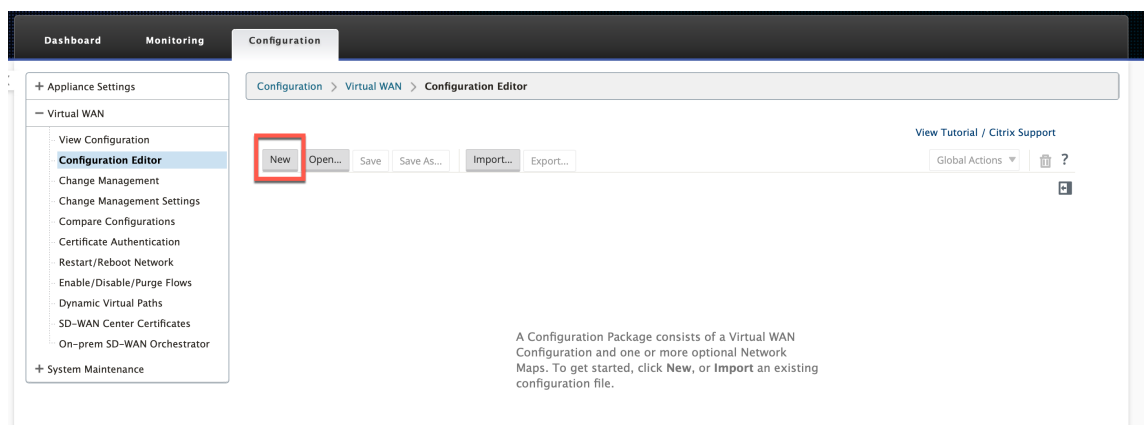 Dashboard Monitoring Configuration
+ Appliance Settings
− Virtual WAN
View Configuration
Configuration Editor
Change Management
Change Management Settings
Compare Configurations
Certificate Authentication
Restart/Reboot Network
Enable/Disable/Purge Flows
Dynamic Virtual Paths
SD-WAN Center Certificates
On-prem SD-WAN Orchestrator
+ System Maintenance
Configuration > Virtual WAN > Configuration Editor
View Tutorial / Citrix Support
New Open... Save Save As... Import... Export... Global Actions ▼ ?
A Configuration Package consists of a Virtual WAN
Configuration and one or more optional Network
Maps. To get started, click New, or Import an existing
configuration file.